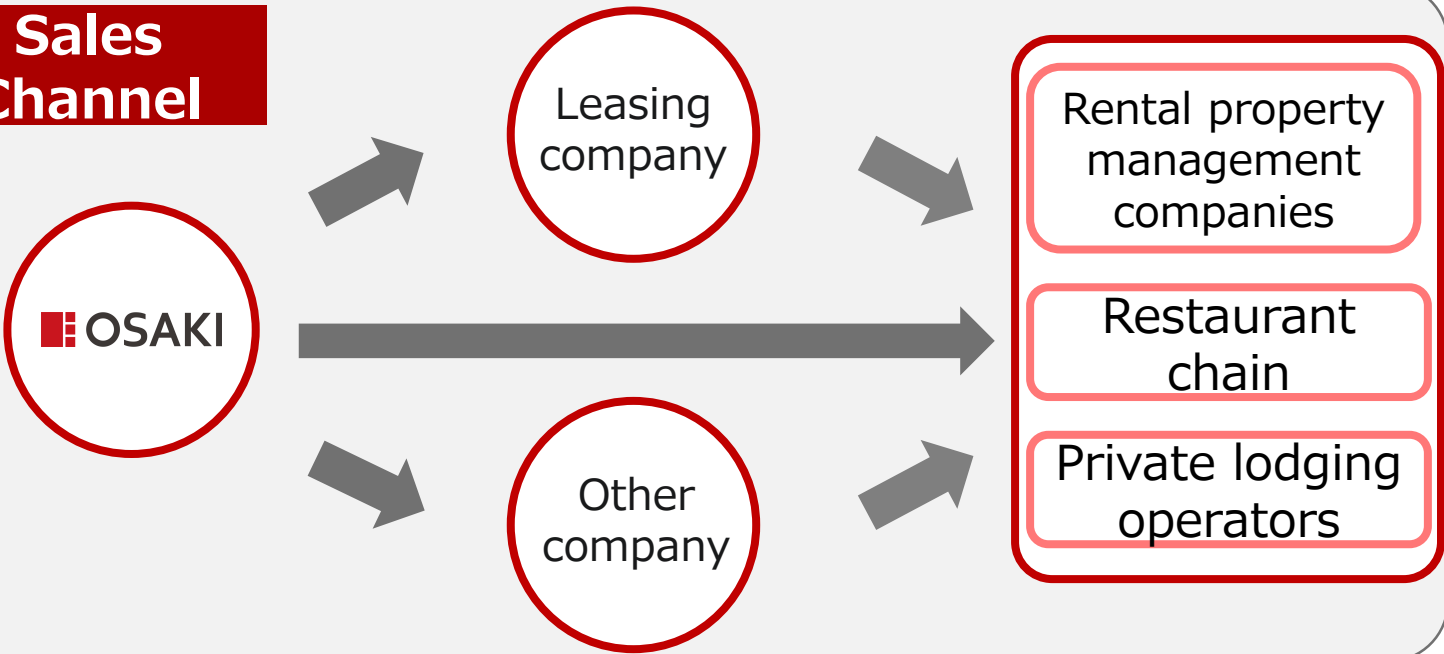 Sales
Channel
Leasing
company
OSAKI
Other
company
Rental property
management
companies
Restaurant
chain
Private lodging
operators